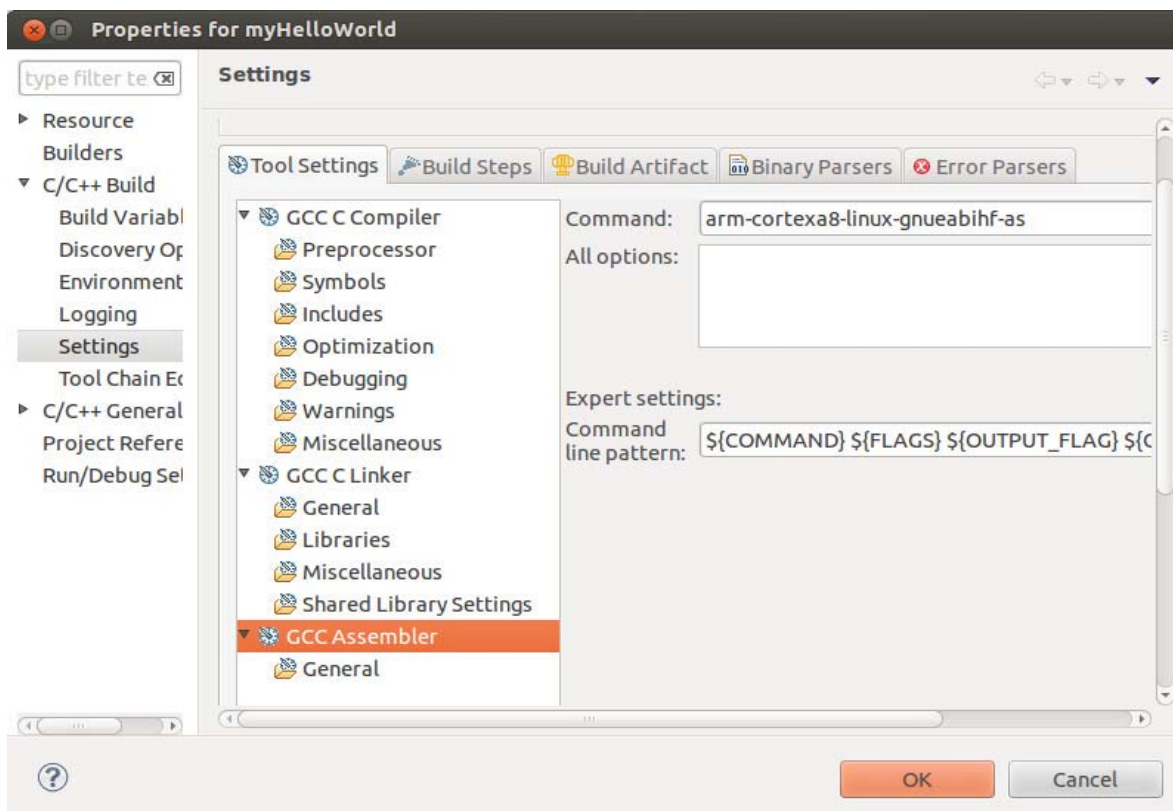 Properties for myHelloWorld
type filter te
Settings
Resource
Builders
C/C++ Build
Build Variabl
Discovery Op
Environment
Logging
Settings
Tool Chain Ed
C/C++ General
Project Refere
Run/Debug Set
Tool Settings Build Steps Build Artifact Binary Parsers Error Parsers
GCC C Compiler
Preprocessor
Symbols
Includes
Optimization
Debugging
Warnings
Miscellaneous
GCC C Linker
General
Libraries
Miscellaneous
Shared Library Settings
GCC Assembler
General
Command: arm-cortexa8-linux-gnueabihf-as
All options:
Expert settings:
Command
line pattern: ${COMMAND} ${FLAGS} ${OUTPUT_FLAG} ${O
OK Cancel